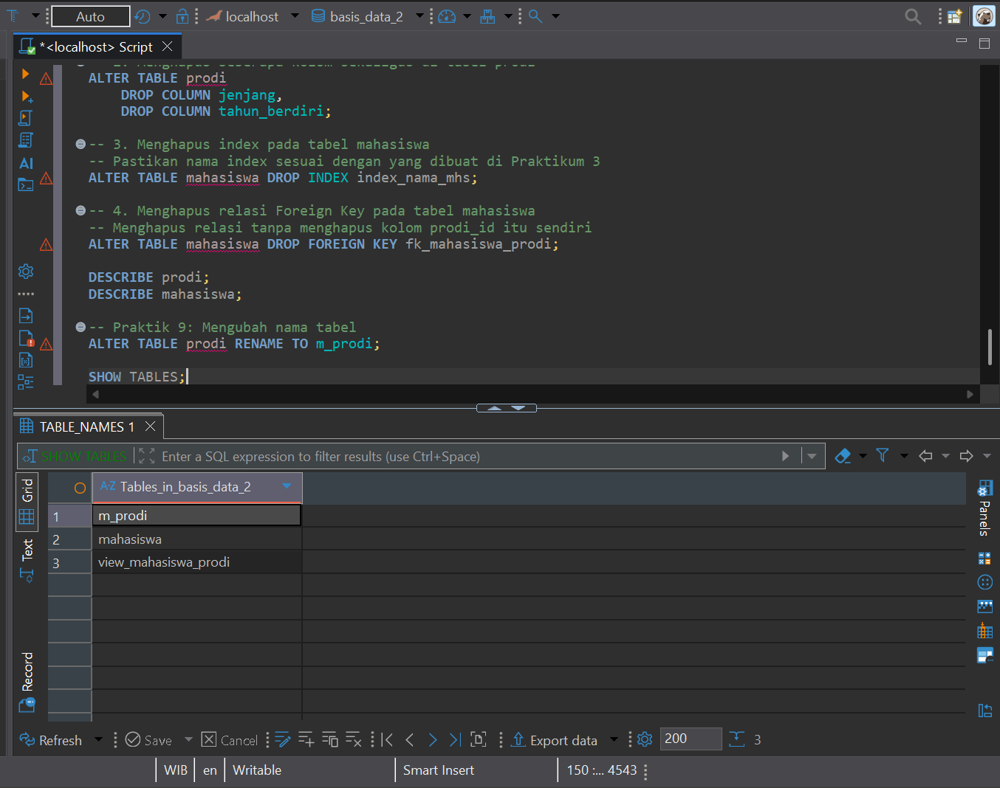 Auto
localhost
basis_data_2
*<localhost> Script
ALTER TABLE prodi
DROP COLUMN jenjang,
DROP COLUMN tahun_berdiri;
-- 3. Menghapus index pada tabel mahasiswa
-- Pastikan nama index sesuai dengan yang dibuat di Praktikum 3
ALTER TABLE mahasiswa DROP INDEX index_nama_mhs;
-- 4. Menghapus relasi Foreign Key pada tabel mahasiswa
-- Menghapus relasi tanpa menghapus kolom prodi_id itu sendiri
ALTER TABLE mahasiswa DROP FOREIGN KEY fk_mahasiswa_prodi;
DESCRIBE prodi;
DESCRIBE mahasiswa;
-- Praktik 9: Mengubah nama tabel
ALTER TABLE prodi RENAME TO m_prodi;
SHOW TABLES;
AI
TABLE_NAMES 1
SHOW TABLES
Enter a SQL expression to filter results (use Ctrl+Space)
Grid
Text
Record
A-Z Tables_in_basis_data_2
1 m_prodi
2 mahasiswa
3 view_mahasiswa_prodi
Panels
Refresh
Save
Cancel
Export data
200
3
WIB
en
Writable
Smart Insert
150 :... 4543